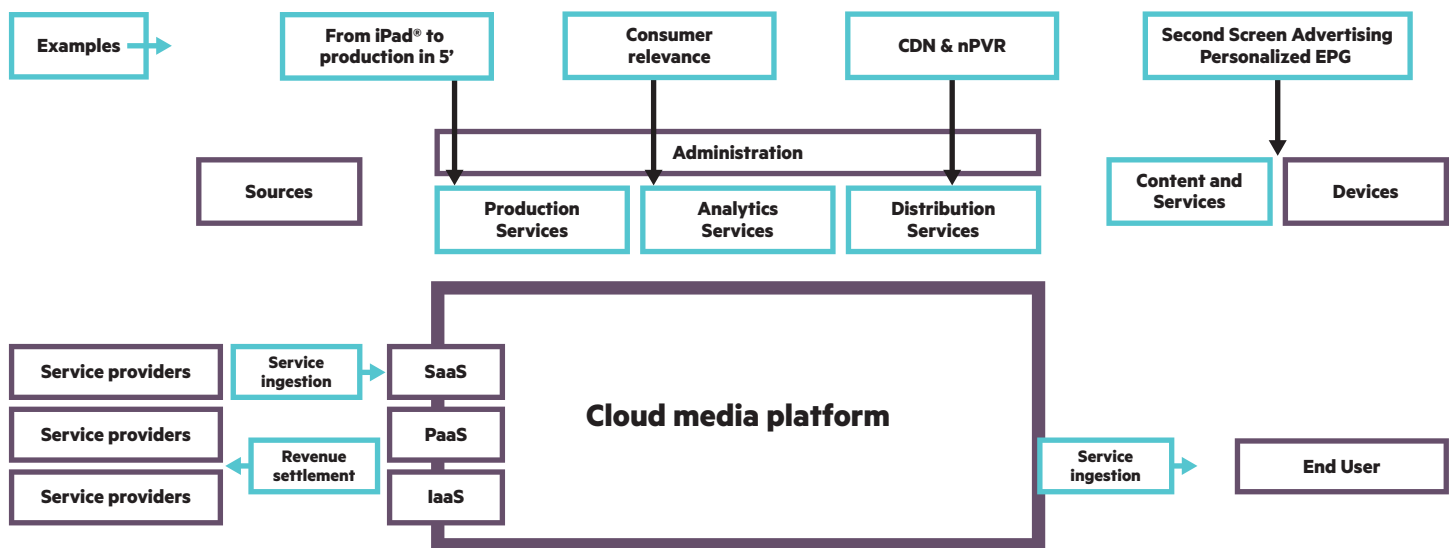 Examples
From iPad® to
production in 5’
Consumer
relevance
CDN & nPVR
Second Screen Advertising
Personalized EPG
Administration
Sources
Production
Services
Analytics
Services
Distribution
Services
Content and
Services
Devices
Service providers
Service
ingestion
SaaS
Cloud media platform
Service providers
Revenue
settlement
PaaS
Service
ingestion
End User
Service providers
IaaS